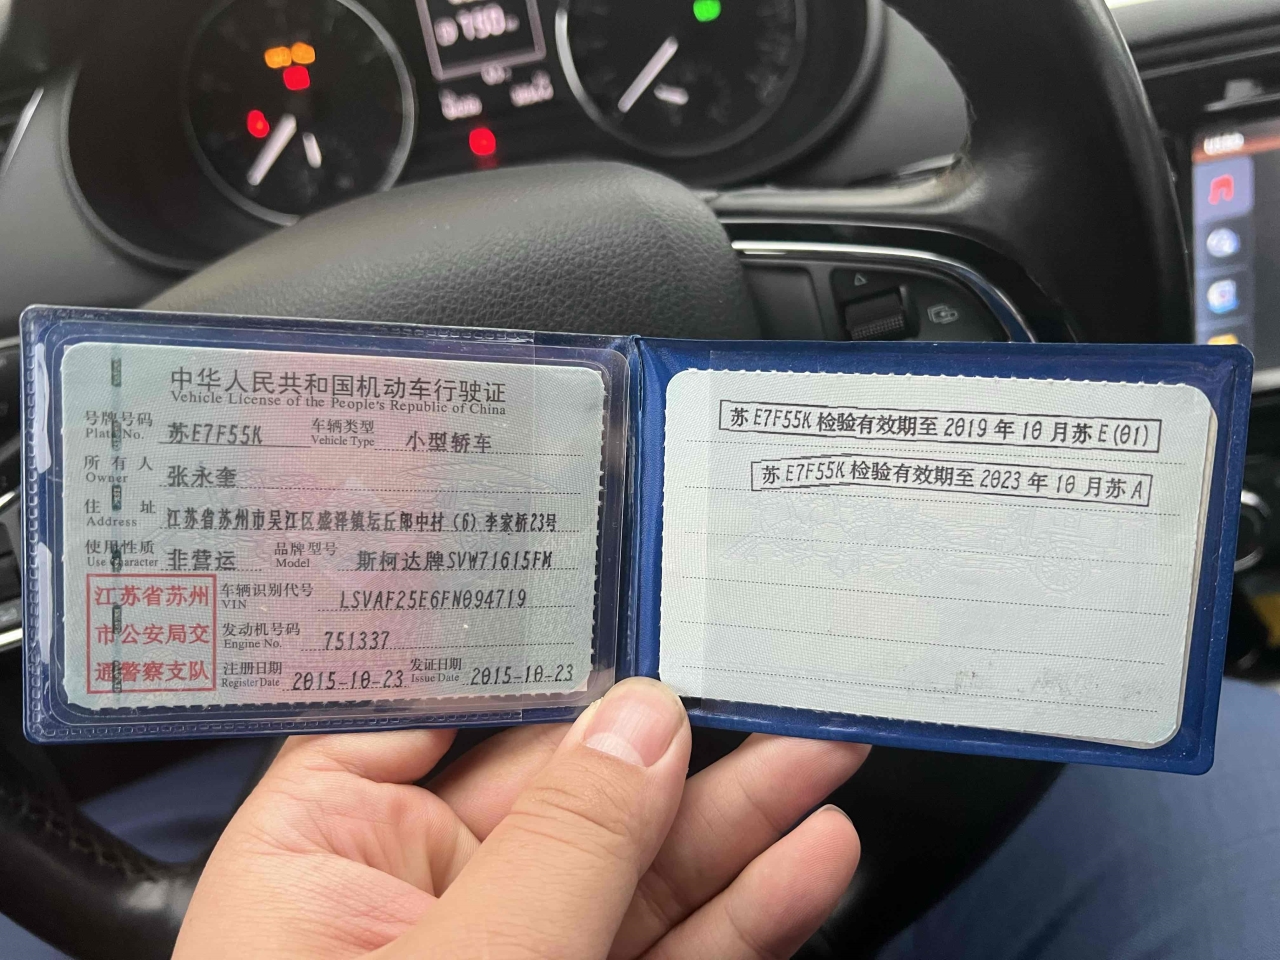 中华人民共和国机动车行驶证
Vehicle License of the People's Republic of China
号牌号码 苏E7F55K 车辆类型 小型轿车
Plate No. Vehicle Type
所有人 张永奎
Owner
住址 江苏省苏州市吴江区盛泽镇坛丘郎中村(6)李家桥23号
Address
使用性质 非营运 品牌型号 斯柯达牌SVW71615FM
Use Character Model
江苏省苏州
市公安局交
通警察支队
车辆识别代号 LSVAF25E6FN094719
VIN
发动机号码 751337
Engine No.
注册日期 2015-10-23 发证日期 2015-10-23
Register Date Issue Date
苏E7F55K检验有效期至2019年10月苏E(01)
苏E7F55K检验有效期至2023年10月苏A